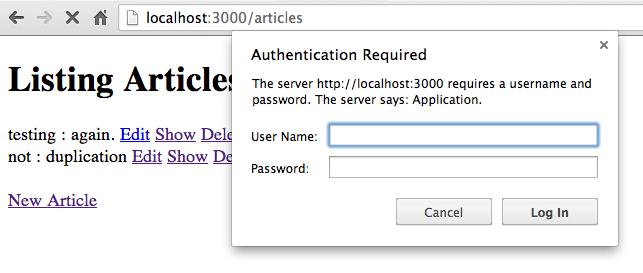 localhost:3000/articles
Authentication Required
Listing Articles
The server http://localhost:3000 requires a username and
password. The server says: Application.
testing : again. Edit Show Dele
User Name:
not : duplication Edit Show De
Password:
New Article
Cancel
Log In